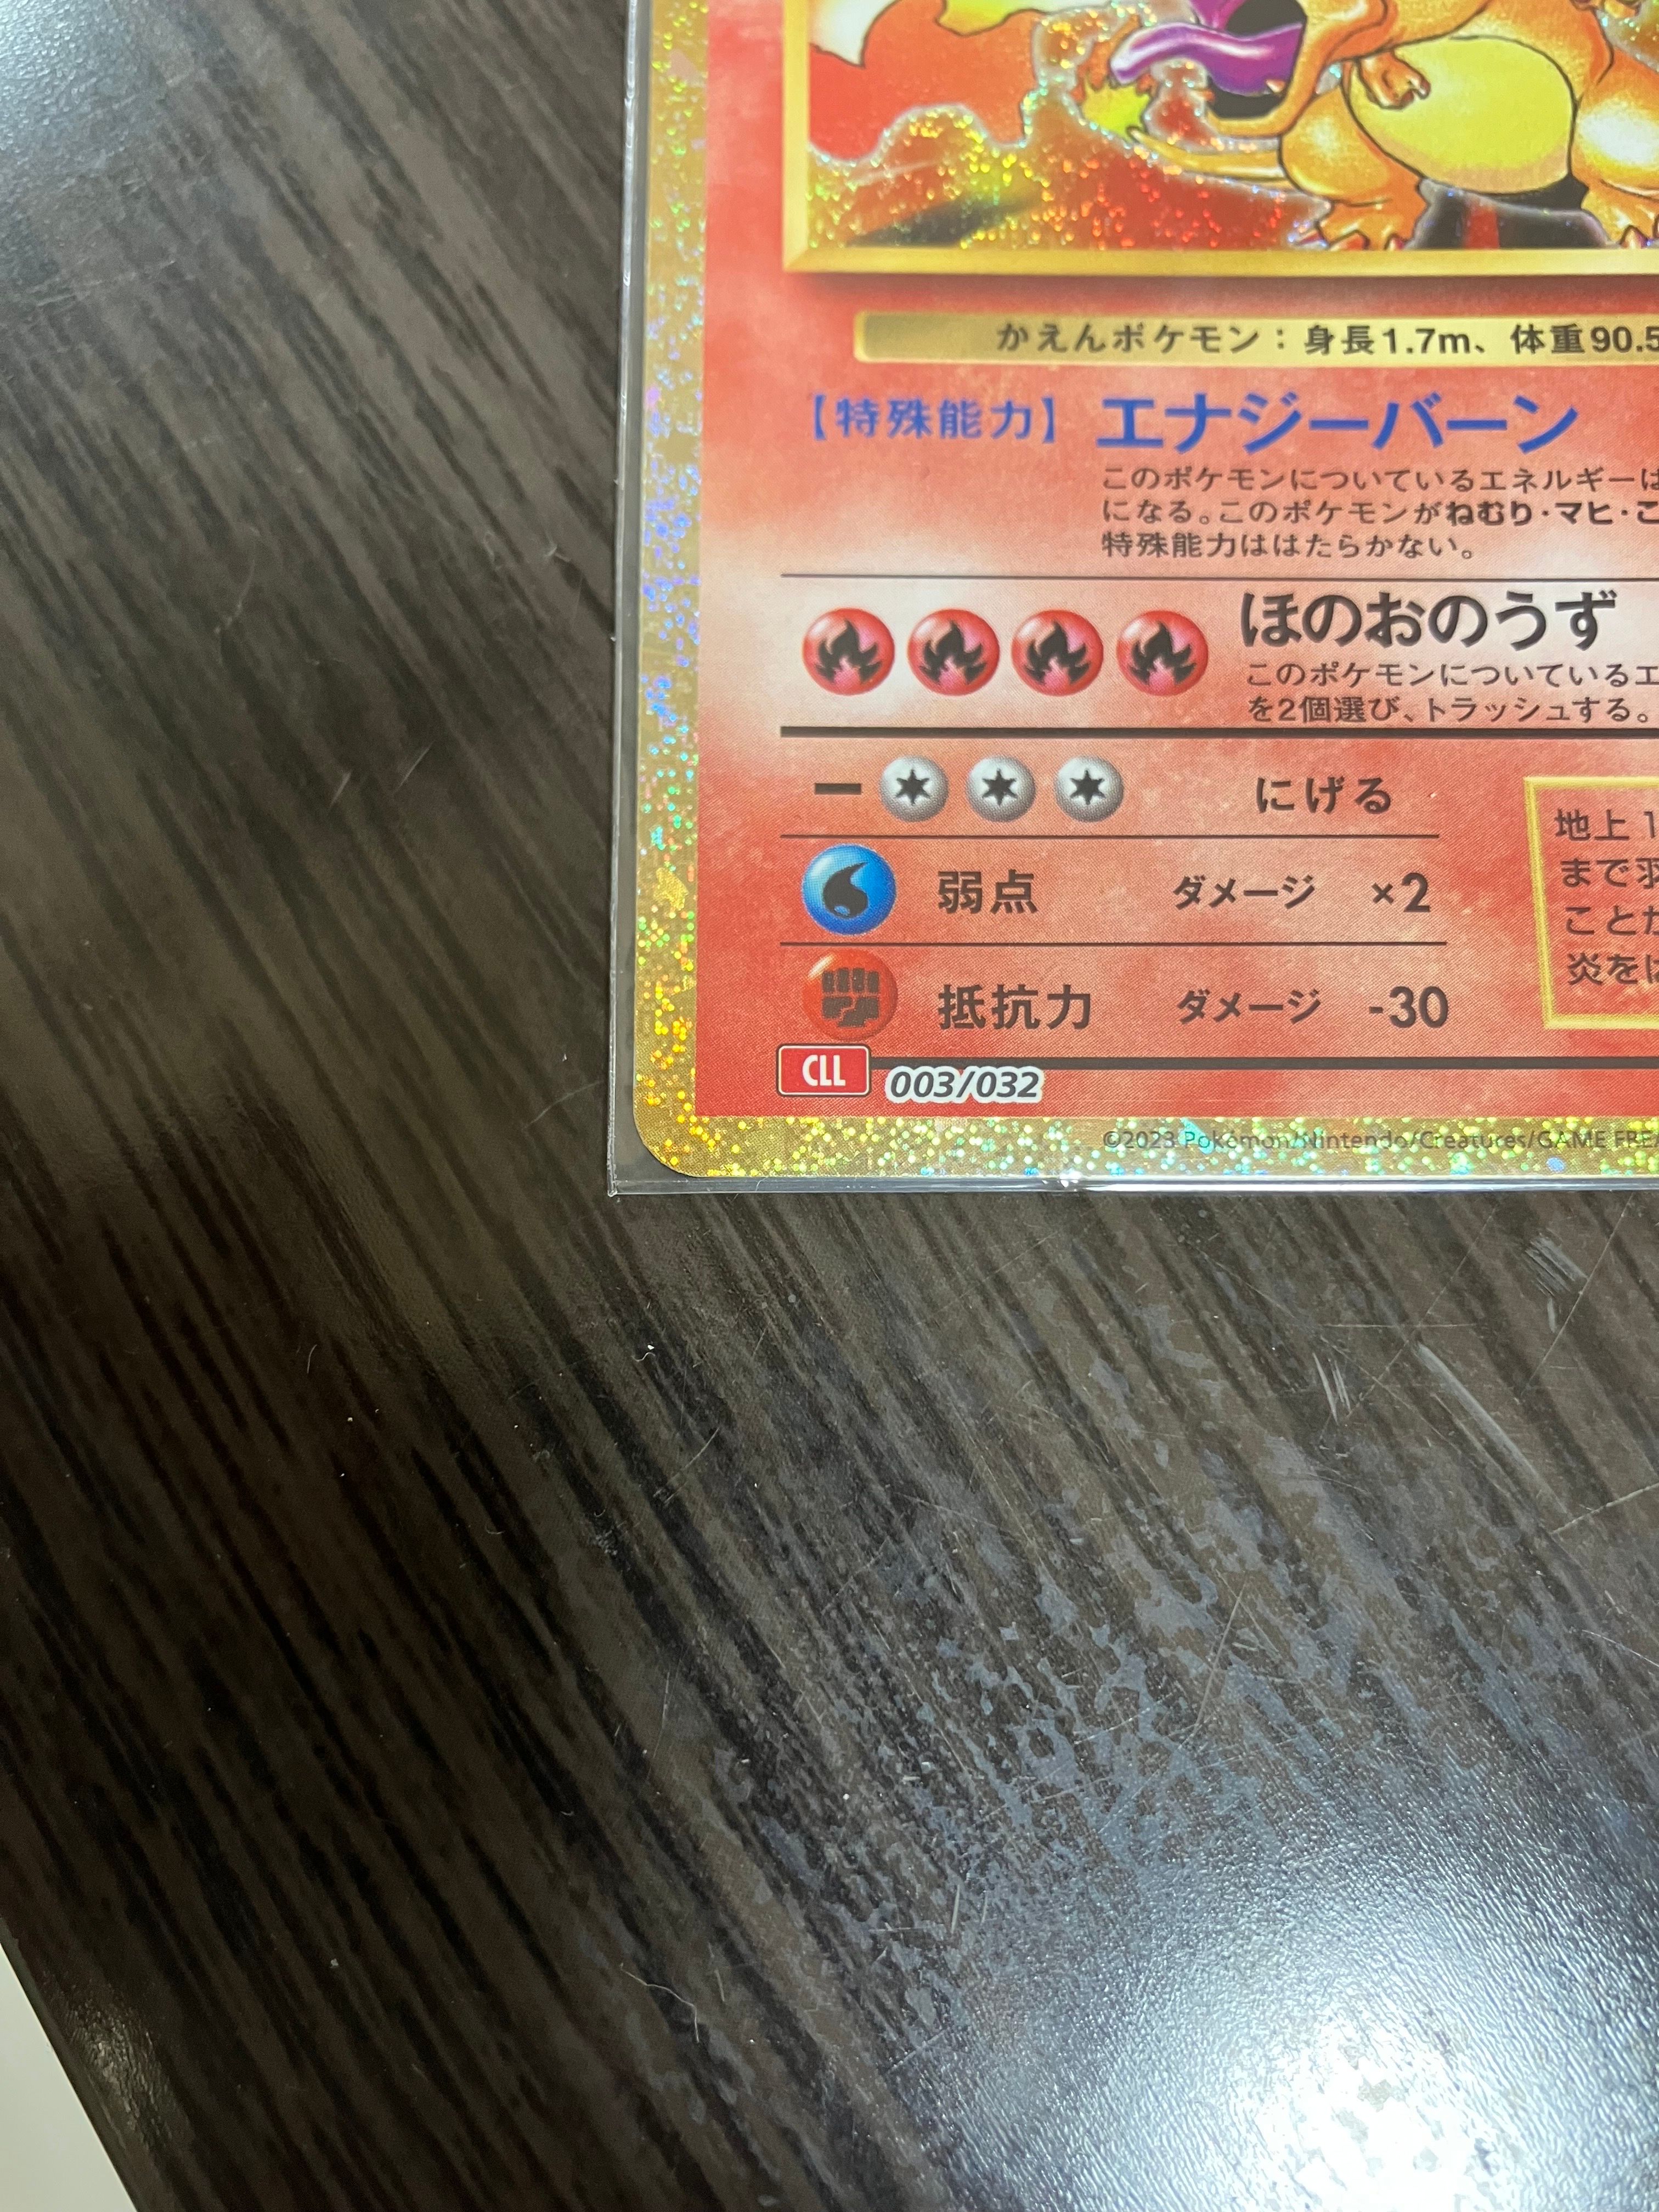 かえんポケモン：身長1.7m、体重90.5
【特殊能力】 エナジーバーン
このポケモンについているエネルギーは
になる。このポケモンがねむり・マヒ・こ
特殊能力ははたらかない。
ほのおのうず
このポケモンについているエ
を2個選び、トラッシュする。
ー にげる
弱点 ダメージ ×2
抵抗力 ダメージ -30
地上1
まで羽
ことが
炎をは
CLL 003/032
©2023 Pokémon/Nintendo/Creatures/GAME FREA